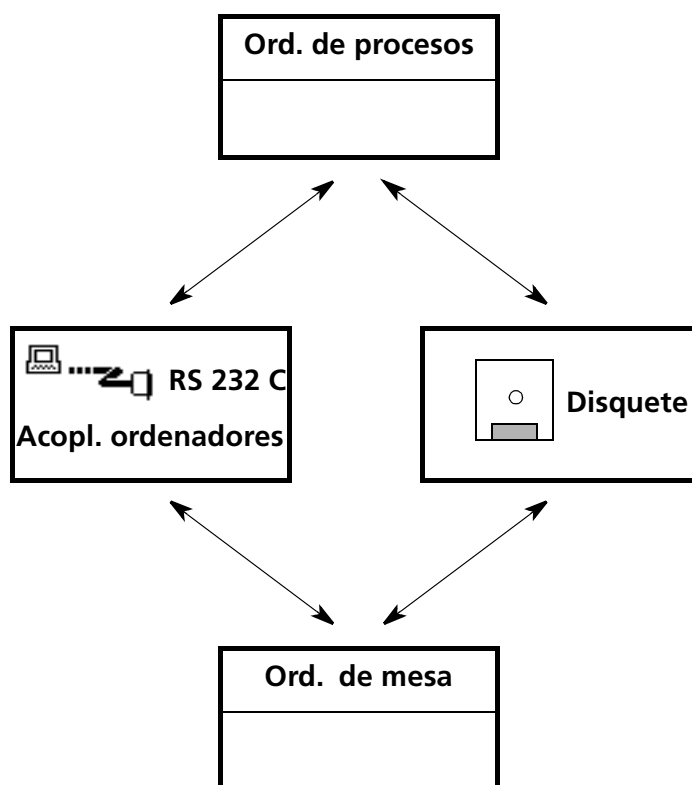 Ord. de procesos
RS 232 C
Acopl. ordenadores
Disquete
Ord. de mesa